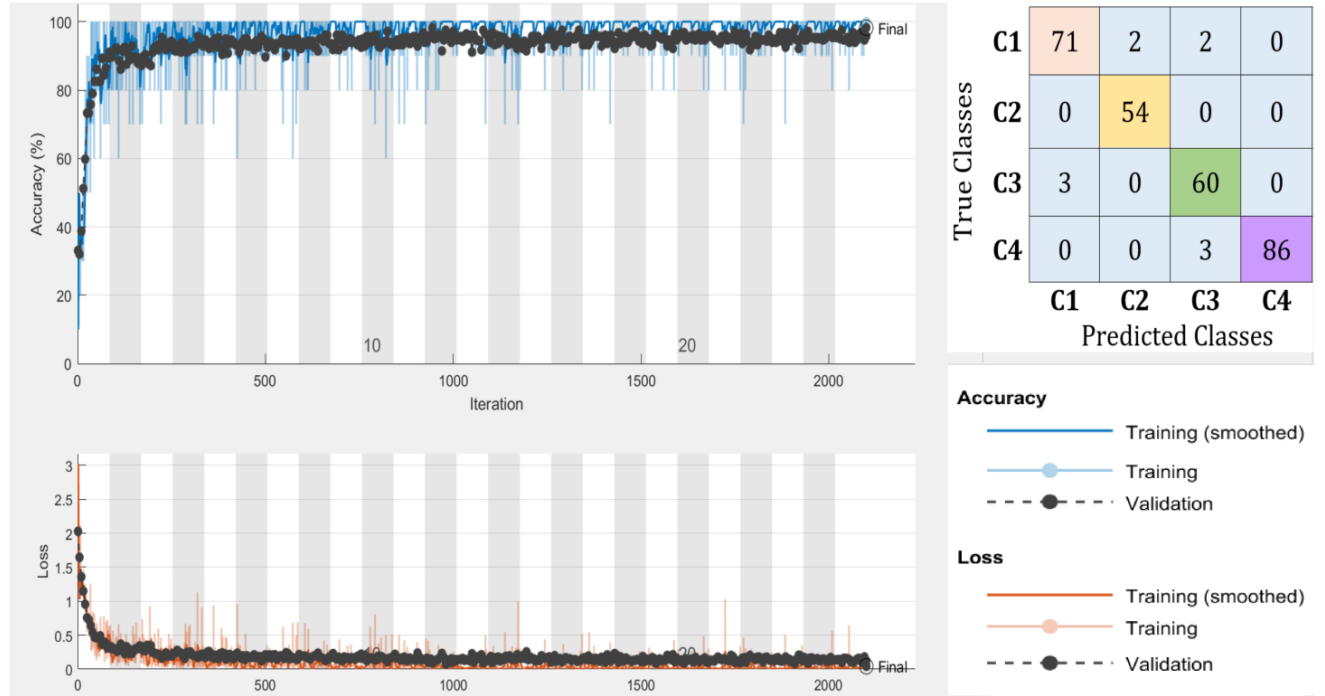 Accuracy (%)
100
80
60
40
20
0
Final
10
20
0
500
1000
1500
2000
Iteration
Loss
3
2.5
2
1.5
1
0.5
0
20
Final
0
500
1000
1500
2000
True Classes
C1 71 2 2 0
C2 0 54 0 0
C3 3 0 60 0
C4 0 0 3 86
C1 C2 C3 C4
Predicted Classes
Accuracy
Training (smoothed)
Training
Validation
Loss
Training (smoothed)
Training
Validation